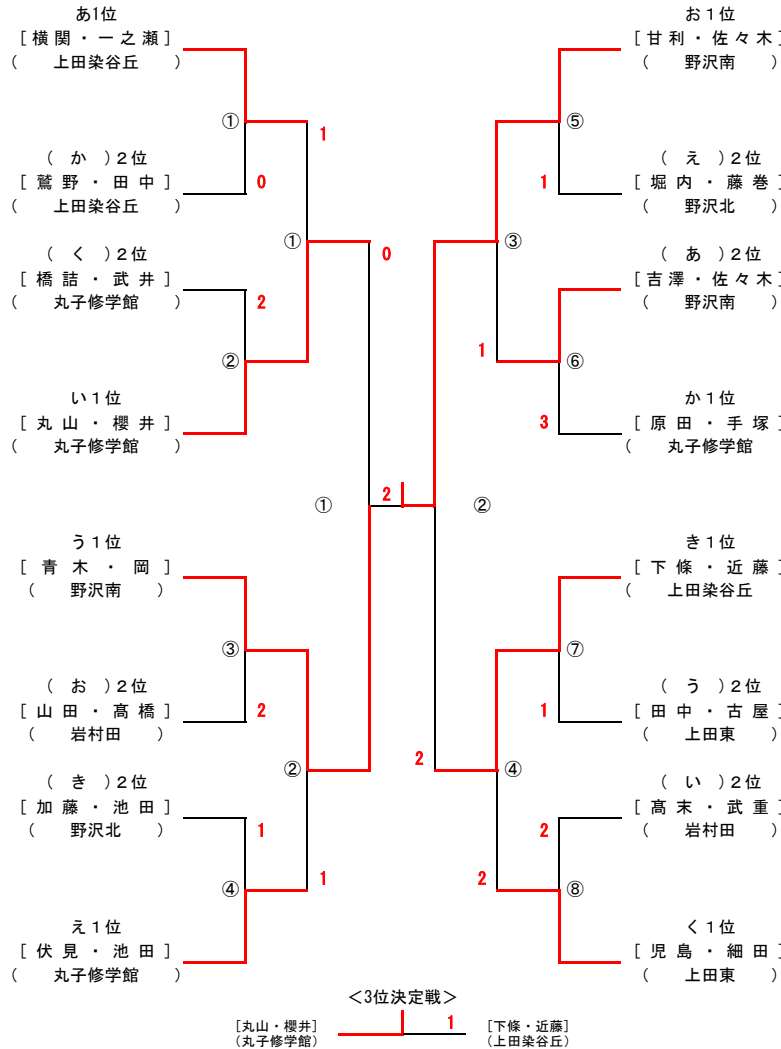 あ1位
[ 横関・一之瀬 ]
( 上田染谷丘 )
①
1
( か )2位
[ 鷲野・田中 ]
( 上田染谷丘 )
0
①
0
( く )2位
[ 橋詰・武井 ]
( 丸子修学館 )
2
②
い1位
[ 丸山・櫻井 ]
( 丸子修学館 )
①
2
②
う1位
[ 青木・岡 ]
( 野沢南 )
③
( お )2位
[ 山田・髙橋 ]
( 岩村田 )
2
②
( き )2位
[ 加藤・池田 ]
( 野沢北 )
1
④
1
え1位
[ 伏見・池田 ]
( 丸子修学館 )
お1位
[ 甘利・佐々木 ]
( 野沢南 )
⑤
( え )2位
[ 堀内・藤巻 ]
( 野沢北 )
1
③
( あ )2位
[ 吉澤・佐々木 ]
( 野沢南 )
1
⑥
か1位
[ 原田・手塚 ]
( 丸子修学館 )
3
き1位
[ 下條・近藤 ]
( 上田染谷丘
⑦
( う )2位
[ 田中・古屋 ]
( 上田東 )
1
2
④
( い )2位
[ 髙末・武重 ]
( 岩村田 )
2
2
⑧
く1位
[ 児島・細田 ]
( 上田東 )
<3位決定戦>
[丸山・櫻井]
(丸子修学館)
1
[下條・近藤]
(上田染谷丘)